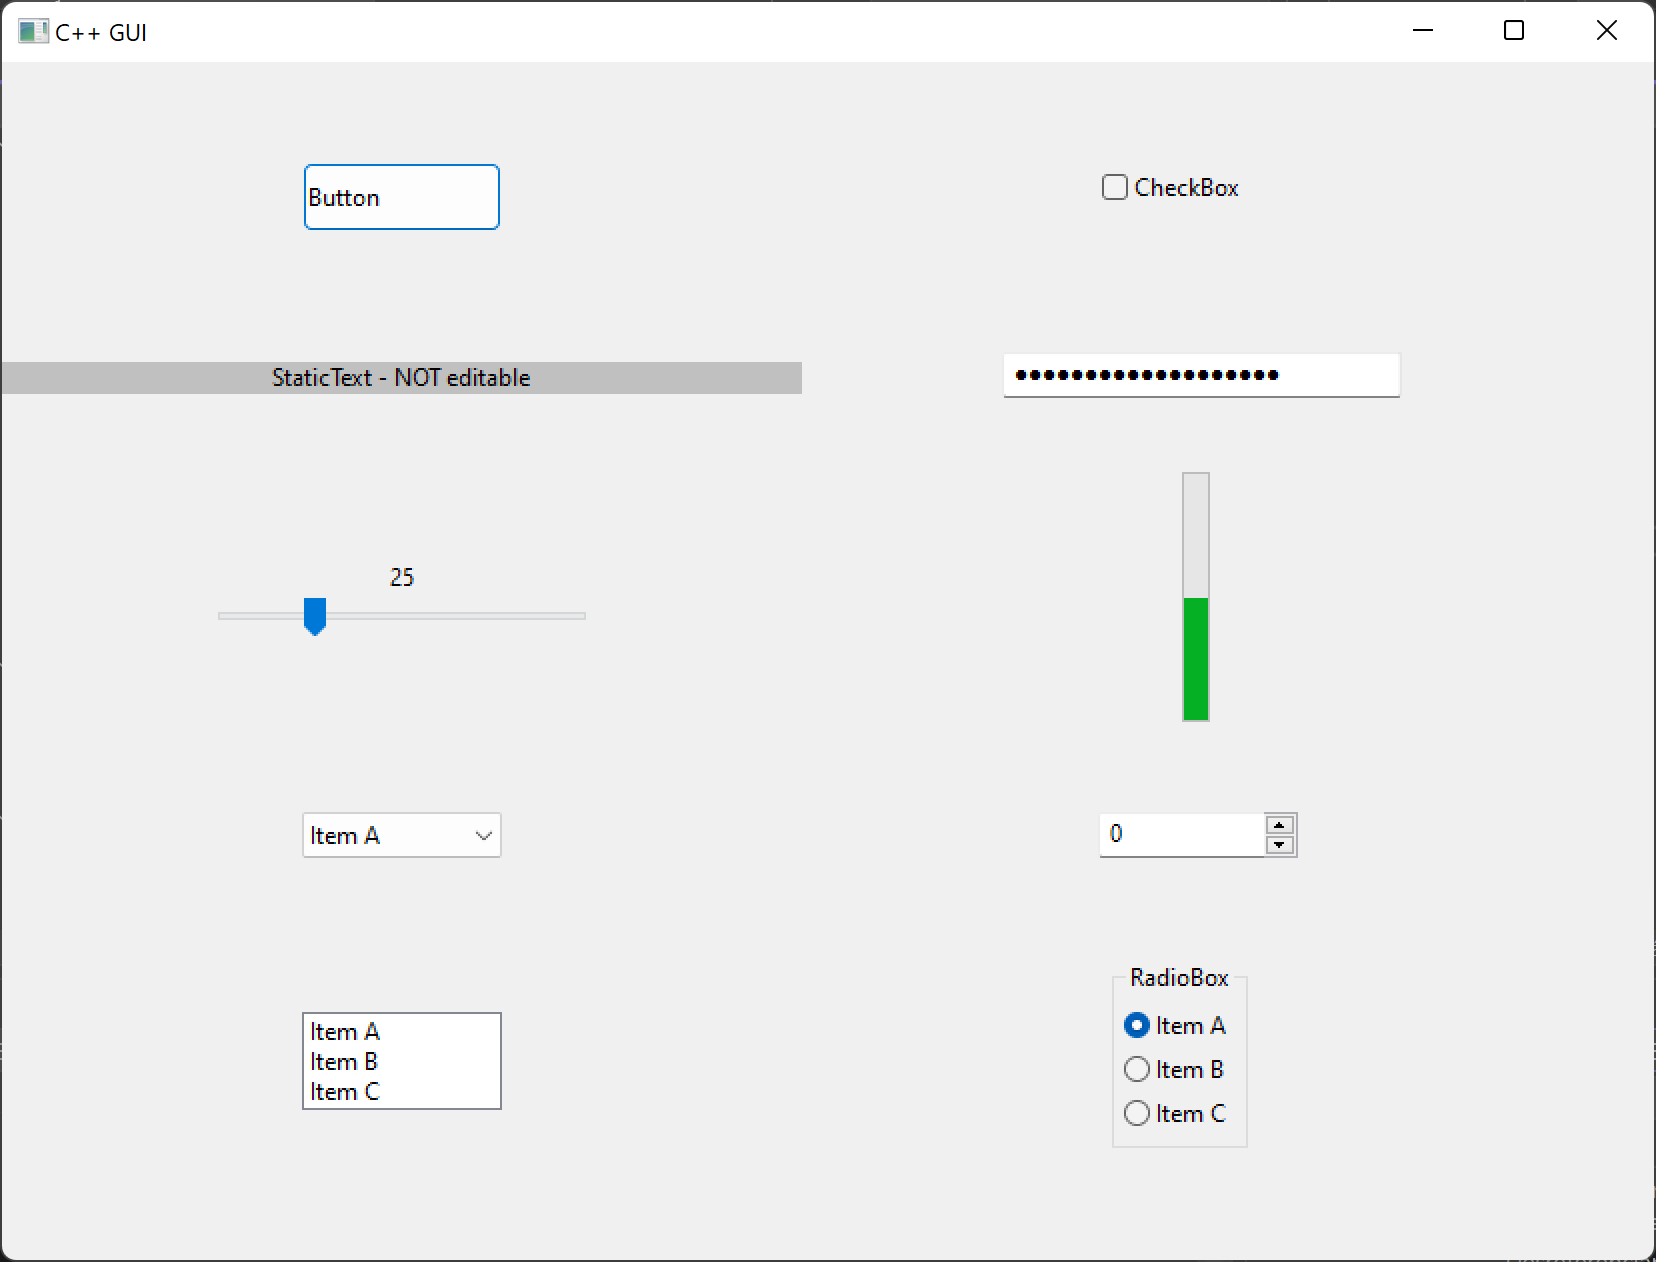 C++ GUI
Button
CheckBox
StaticText - NOT editable
●●●●●●●●●●●●●●●●●●●
25
Item A
0
Item A
Item B
Item C
RadioBox
Item A
Item B
Item C